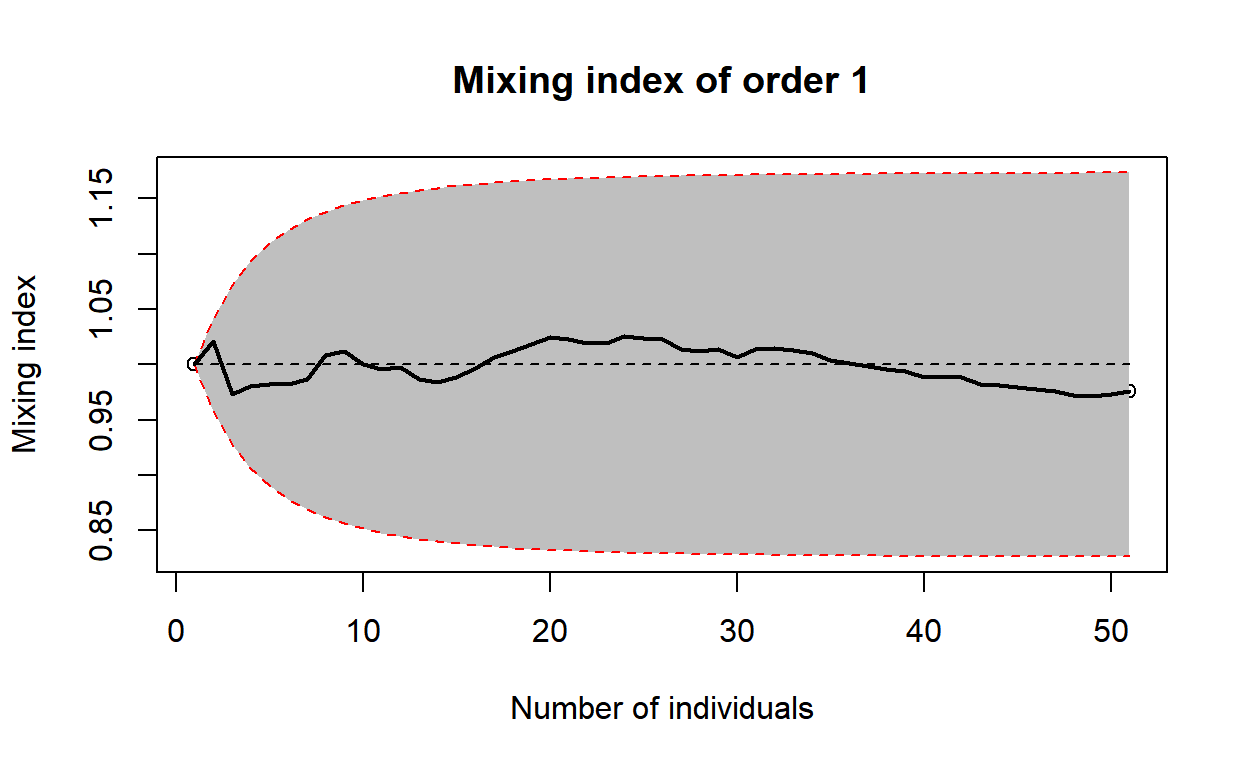 Mixing index of order 1
Mixing index
1.15
1.05
0.95
0.85
0 10 20 30 40 50
Number of individuals